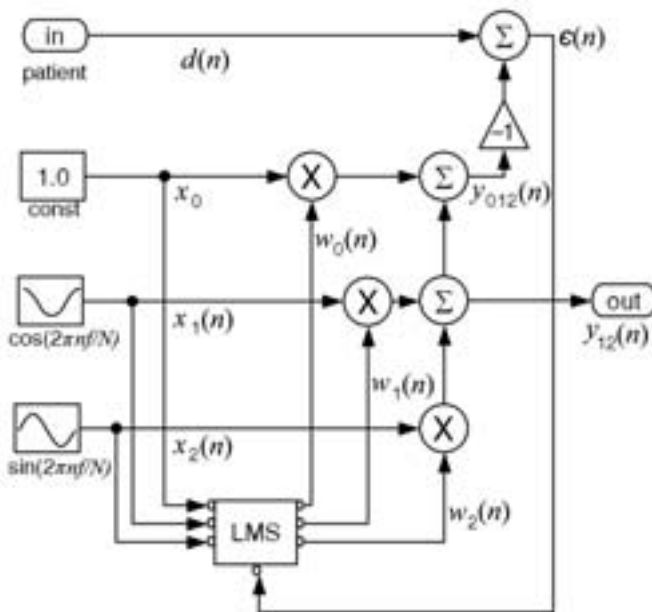 in
patient
d(n)
Σ
ϵ(n)
−1
1.0
const
x₀
X
Σ
y₀₁₂(n)
w₀(n)
cos(2πnf/N)
x₁(n)
X
Σ
out
y₁₂(n)
w₁(n)
sin(2πnf/N)
x₂(n)
X
w₂(n)
LMS